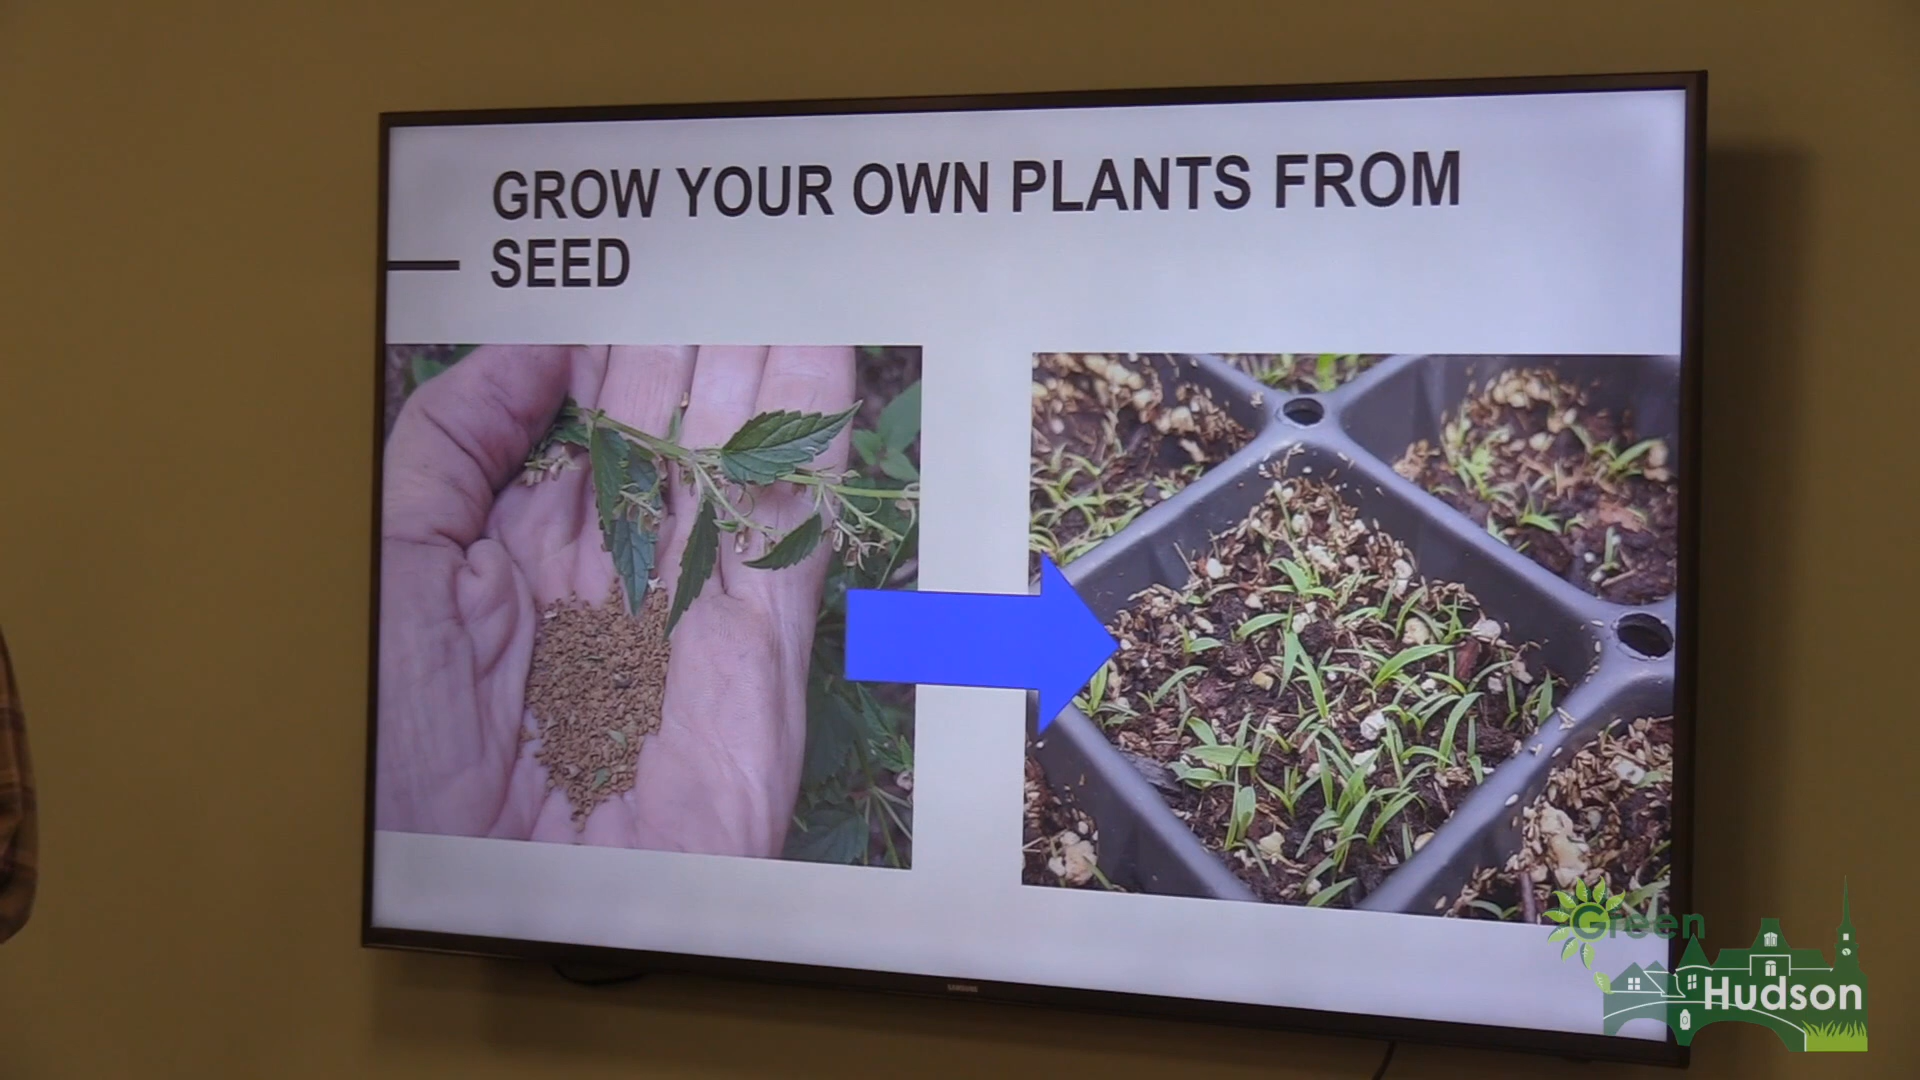 GROW YOUR OWN PLANTS FROM
SEED
SAMSUNG
Green
Hudson